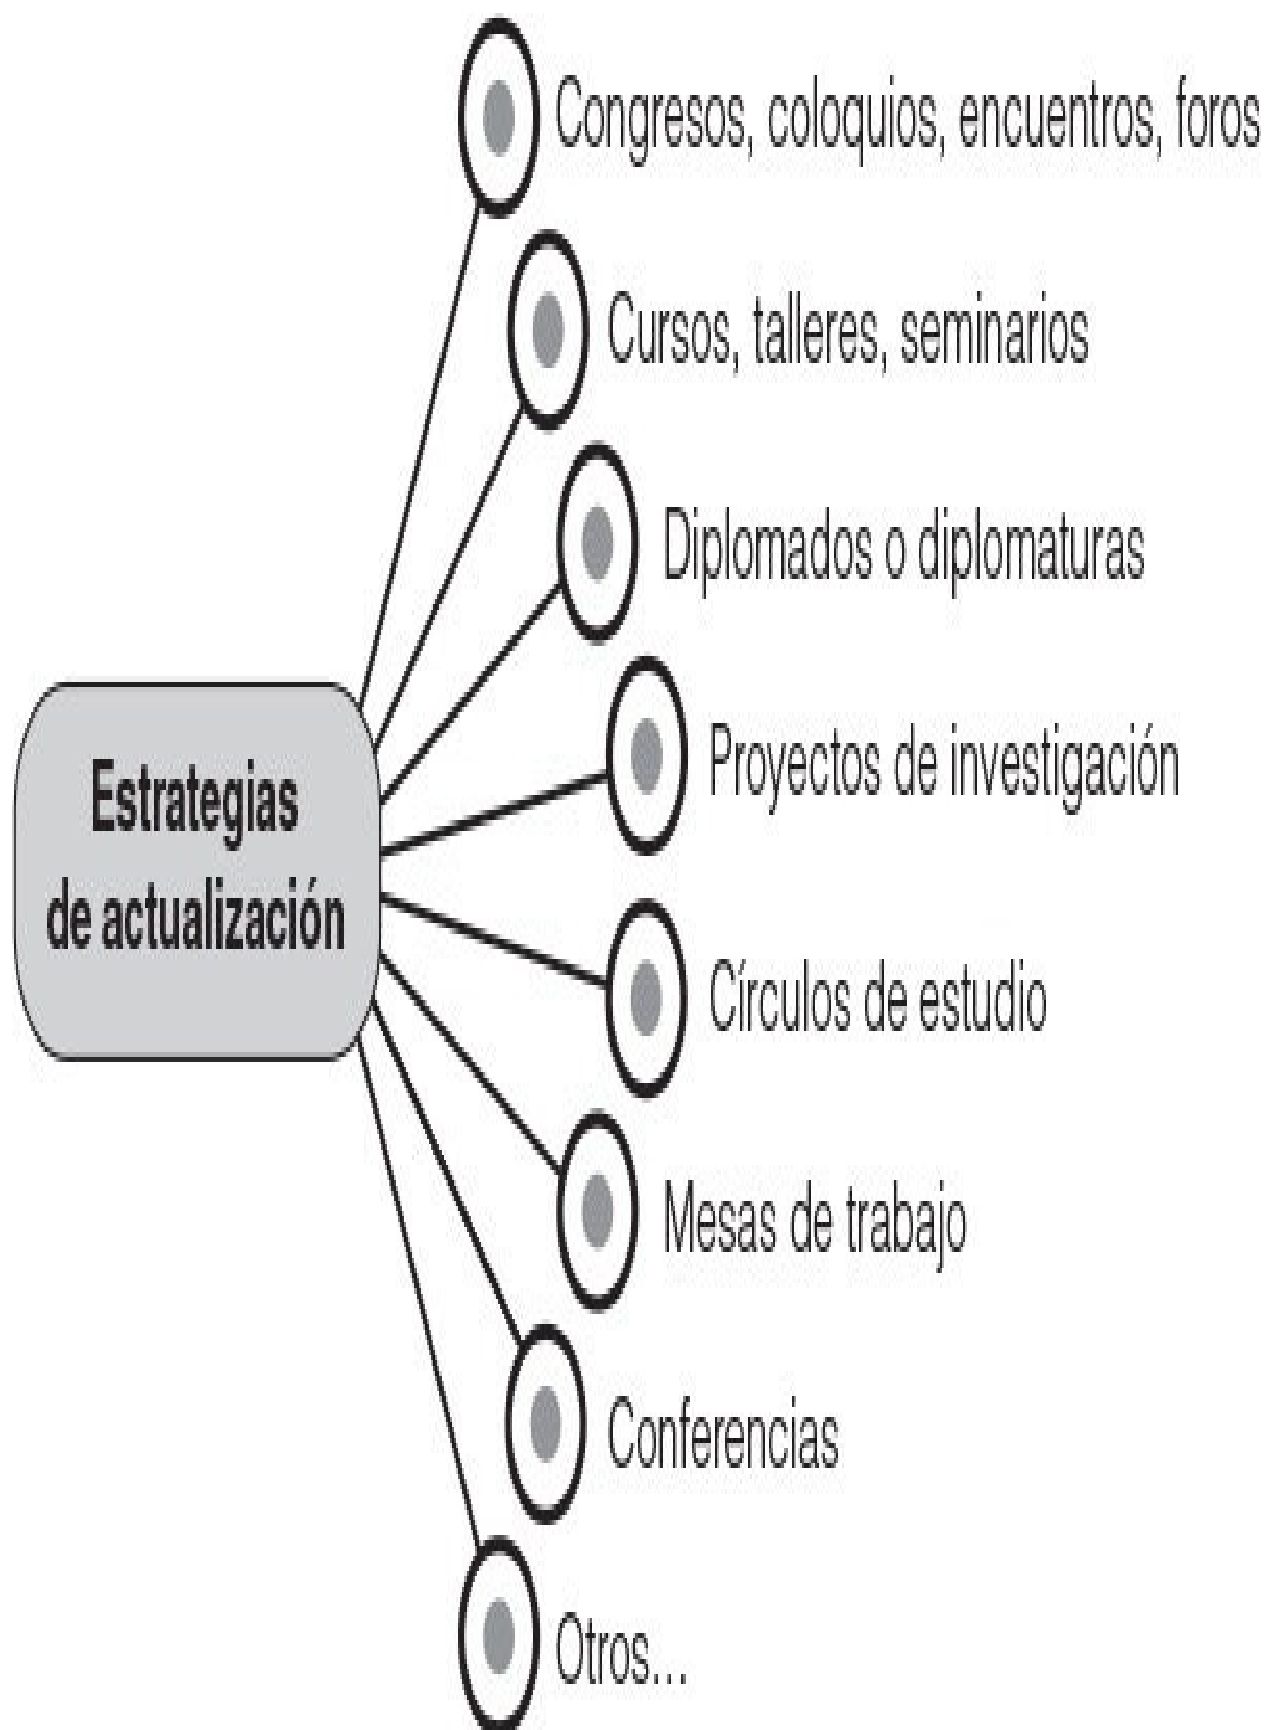 Congresos, coloquios, encuentros, foros
Cursos, talleres, seminarios
Diplomados o diplomaturas
Proyectos de investigación
Estrategias
de actualización
Círculos de estudio
Mesas de trabajo
Conferencias
Otros...